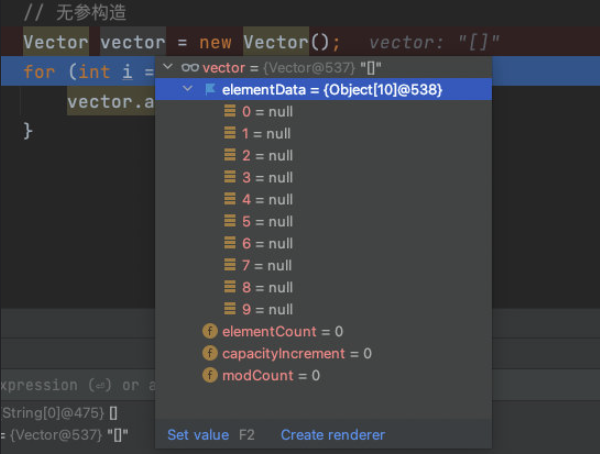 // 无参构造
Vector vector = new Vector();   vector: "[]"
for (int i =
vector = {Vector@537} "[]"
elementData = {Object[10]@538}
vector.a
0 = null
}
1 = null
2 = null
3 = null
4 = null
5 = null
6 = null
7 = null
8 = null
9 = null
f elementCount = 0
f capacityIncrement = 0
f modCount = 0
xpression (⏎) or a
String[0]@475} []
= {Vector@537} "[]"
Set value F2 Create renderer